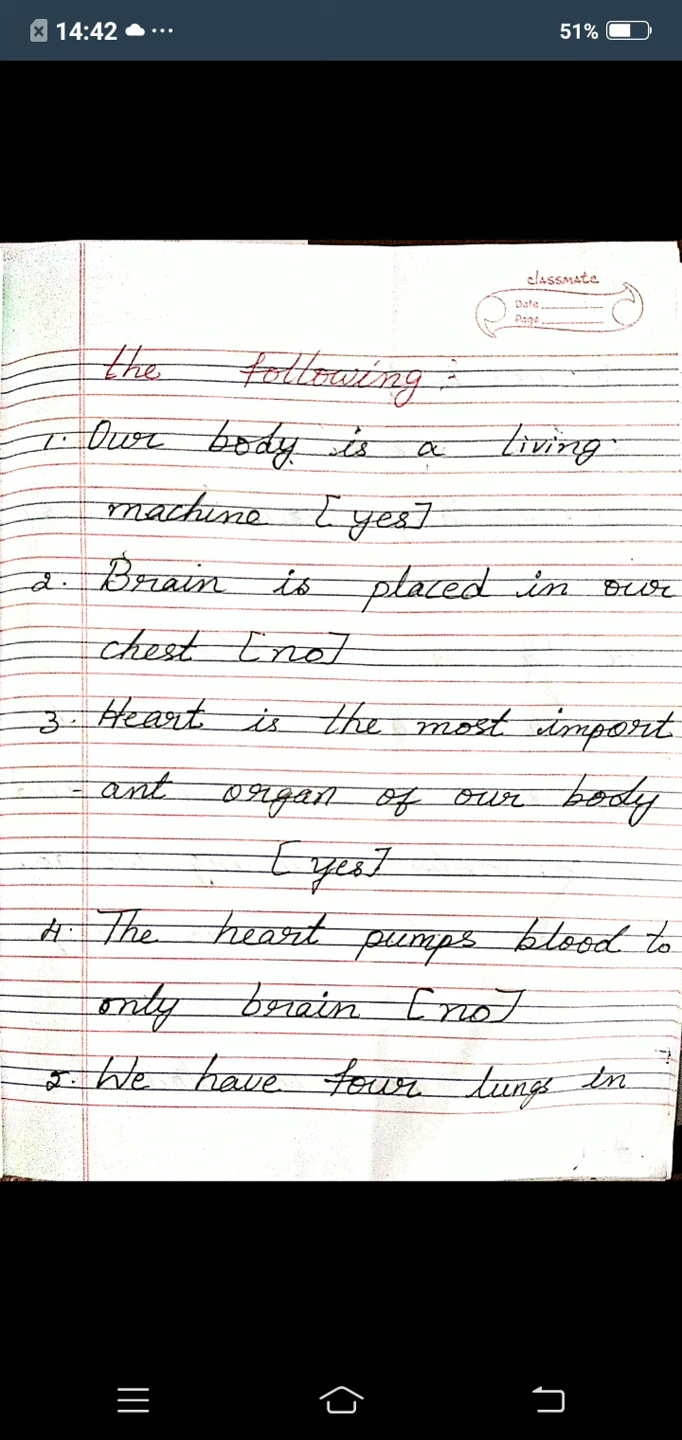 14:42
51%
classmate
Date
Page
the following :-
1. Our body is a living
machine [yes]
2. Brain is placed in our
chest [no]
3. Heart is the most import
- ant organ of our body
[yes]
4. The heart pumps blood to
only brain [no]
5. We have four lungs in